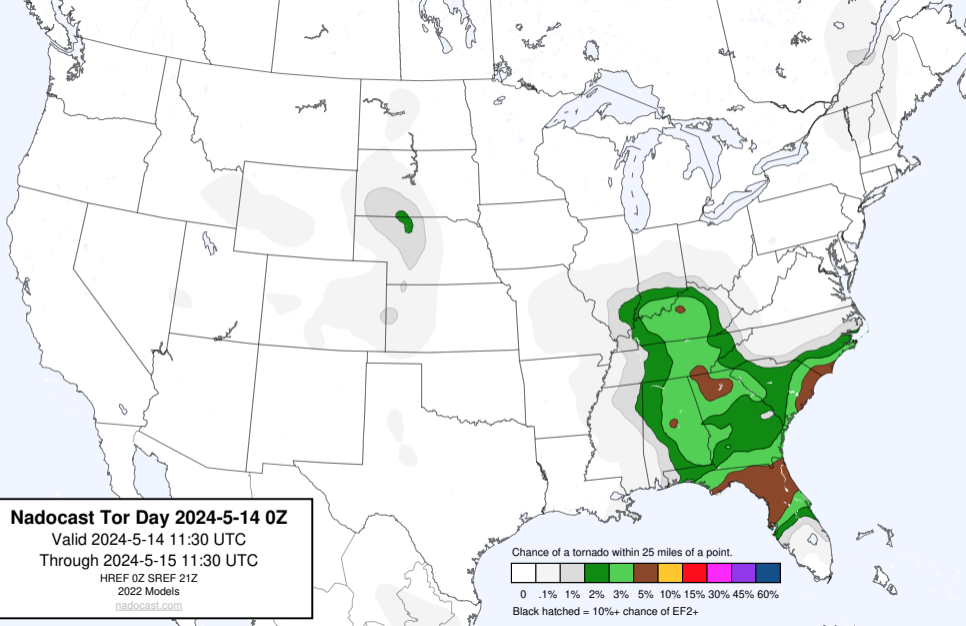 Nadocast Tor Day 2024-5-14 0Z
Valid 2024-5-14 11:30 UTC
Through 2024-5-15 11:30 UTC
HREF 0Z SREF 21Z
2022 Models
nadocast.com
Chance of a tornado within 25 miles of a point.
0 .1% 1% 2% 3% 5% 10% 15% 30% 45% 60%
Black hatched = 10%+ chance of EF2+